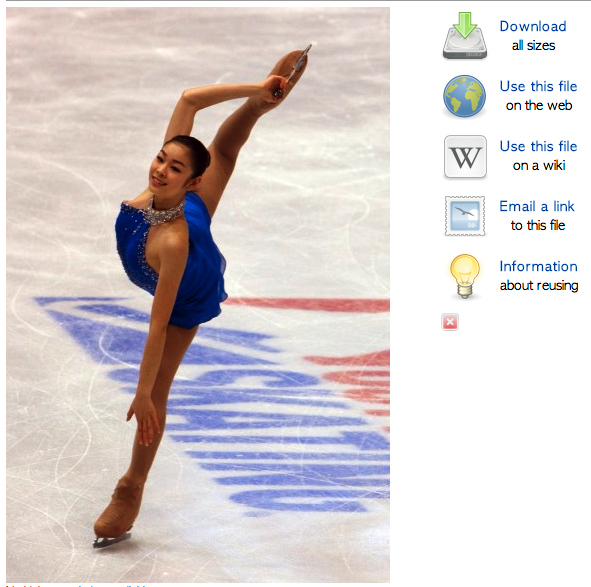 Download
all sizes
Use this file
on the web
W
Use this file
on a wiki
Email a link
to this file
Information
about reusing